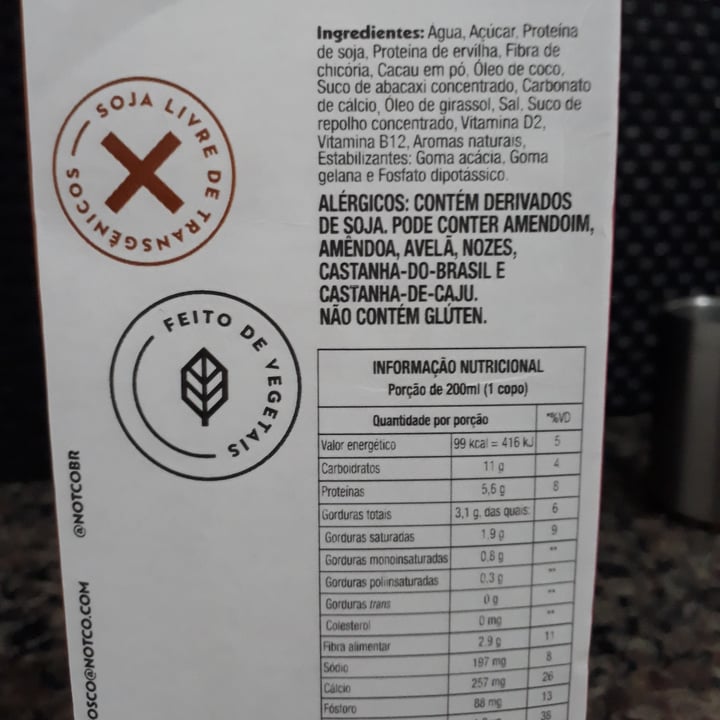 Ingredientes: Água, Açúcar, Proteína
de soja, Proteína de ervilha, Fibra de
chicória, Cacau em pó, Óleo de coco,
Suco de abacaxi concentrado, Carbonato
de cálcio, Óleo de girassol, Sal, Suco de
repolho concentrado, Vitamina D2,
Vitamina B12, Aromas naturais,
Estabilizantes: Goma acácia, Goma
gelana e Fosfato dipotássico.
ALÉRGICOS: CONTÉM DERIVADOS
DE SOJA. PODE CONTER AMENDOIM,
AMÊNDOA, AVELÃ, NOZES,
CASTANHA-DO-BRASIL E
CASTANHA-DE-CAJU.
NÃO CONTÉM GLÚTEN.
SOJA LIVRE DE TRANSGÊNICOS
FEITO DE VEGETAIS
@NOTCOBR
OSCO@NOTCO.COM
INFORMAÇÃO NUTRICIONAL
Porção de 200ml (1 copo)
Quantidade por porção *%VD
Valor energético 99 kcal = 416 kJ 5
Carboidratos 11 g 4
Proteínas 5,6 g 8
Gorduras totais 3,1 g, das quais: 6
Gorduras saturadas 1,9 g 9
Gorduras monoinsaturadas 0,8 g **
Gorduras poliinsaturadas 0,3 g **
Gorduras trans 0 g **
Colesterol 0 mg **
Fibra alimentar 2,9 g 11
Sódio 197 mg 8
Cálcio 257 mg 26
Fósforo 88 mg 13